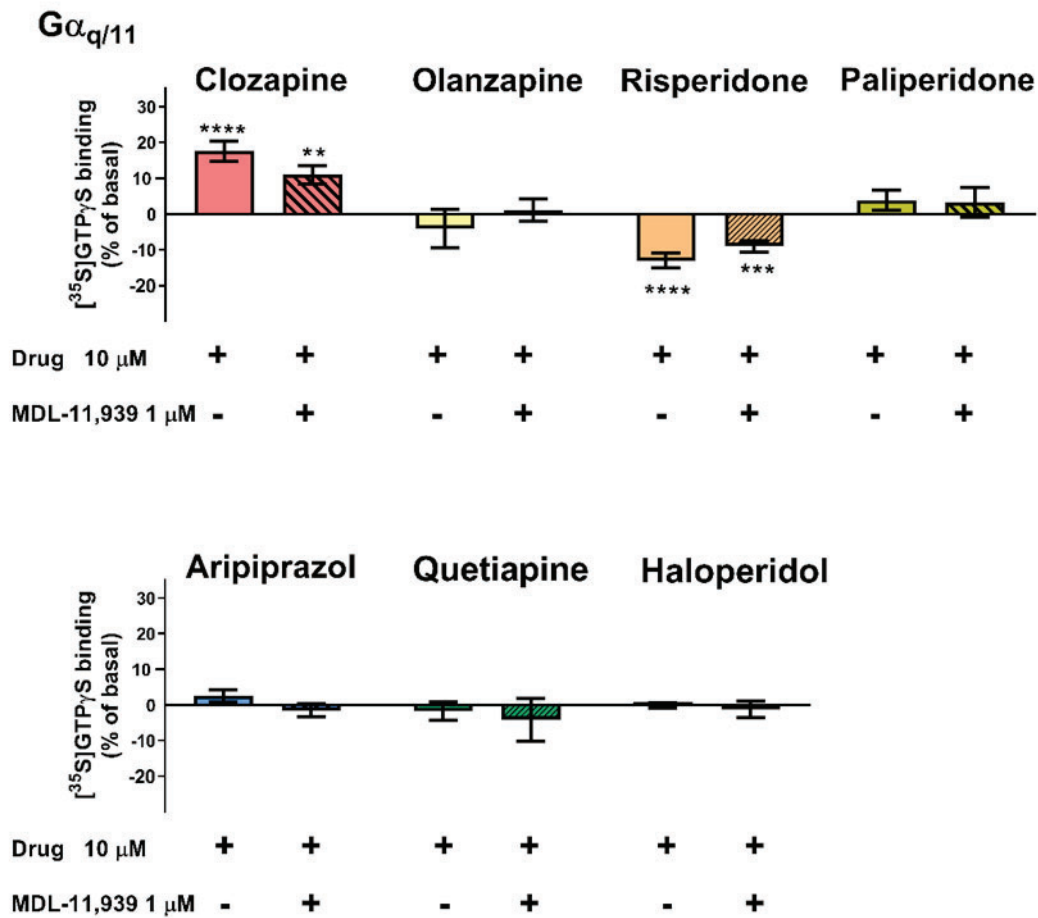 Gαq/11
Clozapine Olanzapine Risperidone Paliperidone
[³⁵S]GTPγS binding
(% of basal)
30
20
10
0
-10
-20
**** **
**** ***
Drug 10 μM + + + + + + + +
MDL-11,939 1 μM - + - + - + - +
Aripiprazol Quetiapine Haloperidol
[³⁵S]GTPγS binding
(% of basal)
30
20
10
0
-10
-20
Drug 10 μM + + + + + +
MDL-11,939 1 μM - + - + - +